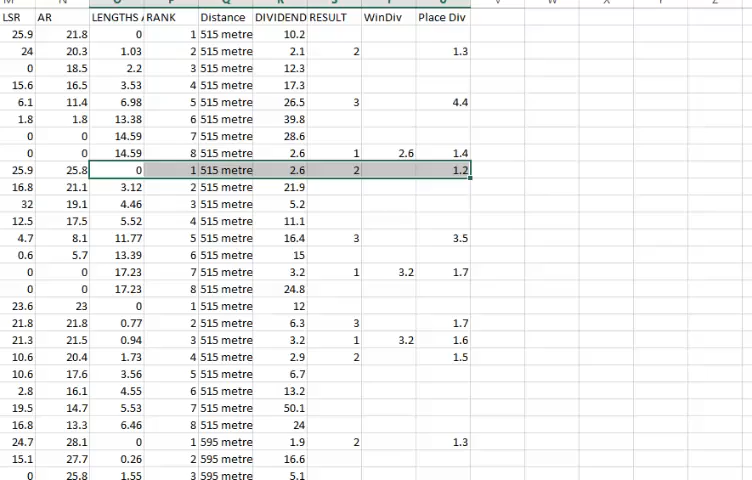 LSR AR LENGTHS RANK Distance DIVIDEND RESULT WinDiv Place Div
25.9 21.8 0 1 515 metre 10.2
24 20.3 1.03 2 515 metre 2.1 2 1.3
0 18.5 2.2 3 515 metre 12.3
15.6 16.5 3.53 4 515 metre 17.3
6.1 11.4 6.98 5 515 metre 26.5 3 4.4
1.8 1.8 13.38 6 515 metre 39.8
0 0 14.59 7 515 metre 28.6
0 0 14.59 8 515 metre 2.6 1 2.6 1.4
25.9 25.8 0 1 515 metre 2.6 2 1.2
16.8 21.1 3.12 2 515 metre 21.9
32 19.1 4.46 3 515 metre 5.2
12.5 17.5 5.52 4 515 metre 11.1
4.7 8.1 11.77 5 515 metre 16.4 3 3.5
0.6 5.7 13.39 6 515 metre 15
0 0 17.23 7 515 metre 3.2 1 3.2 1.7
0 0 17.23 8 515 metre 24.8
23.6 23 0 1 515 metre 12
21.8 21.8 0.77 2 515 metre 6.3 3 1.7
21.3 21.5 0.94 3 515 metre 3.2 1 3.2 1.6
10.6 20.4 1.73 4 515 metre 2.9 2 1.5
10.6 17.6 3.56 5 515 metre 6.7
2.8 16.1 4.55 6 515 metre 13.2
19.5 14.7 5.53 7 515 metre 50.1
16.8 13.3 6.46 8 515 metre 24
24.7 28.1 0 1 595 metre 1.9 2 1.3
15.1 27.7 0.26 2 595 metre 16.6
0 25.8 1.55 3 595 metre 5.1